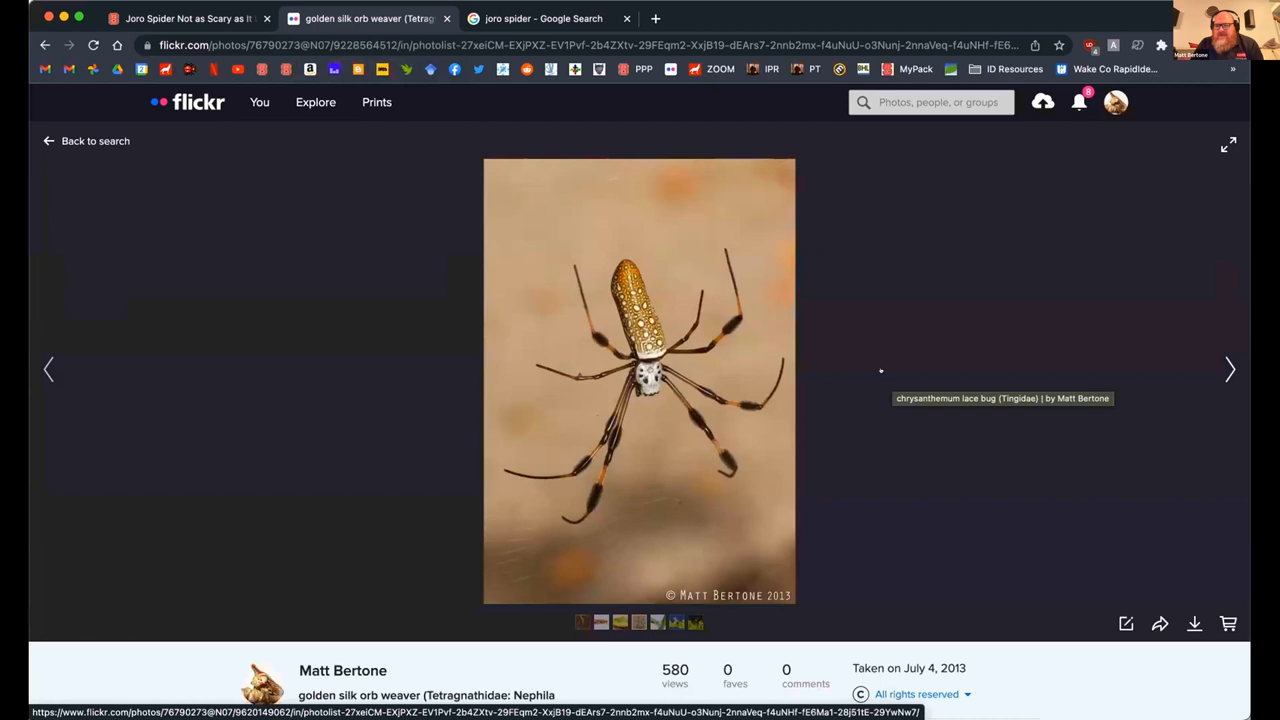 Joro Spider Not as Scary as It L
golden silk orb weaver (Tetrag
joro spider - Google Search
flickr.com/photos/76790273@N07/9228564512/in/photolist-27xeiCM-EXjPXZ-EV1Pvf-2b4ZXtv-29FEqm2-XxjB19-dEArs7-2nnb2mx-f4uNuU-o3Nunj-2nnaVeq-f4uNHf-fE6...
PPP
ZOOM
IPR
PT
MyPack
ID Resources
Wake Co RapidIde...
»
Matt Bertone
flickr
You
Explore
Prints
Photos, people, or groups
8
Back to search
chrysanthemum lace bug (Tingidae) | by Matt Bertone
© MATT BERTONE 2013
Matt Bertone
golden silk orb weaver (Tetragnathidae: Nephila
580
views
0
faves
0
comments
Taken on July 4, 2013
All rights reserved
https://www.flickr.com/photos/76790273@N07/9620149062/in/photolist-27xeiCM-EXjPXZ-EV1Pvf-2b4ZXtv-29FEqm2-XxjB19-dEArs7-2nnb2mx-f4uNuU-o3Nunj-2nnaVeq-f4uNHf-fE6Ma1-28j51tE-29YwNw7/